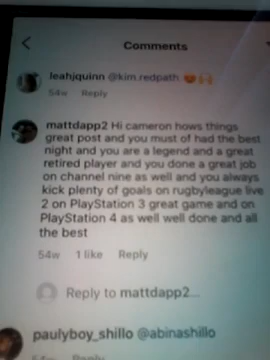 Comments
leahjquinn @kim.redpath
54w Reply
mattdapp2 Hi cameron hows things
great post and you must of had the best
night and you are a legend and a great
retired player and you done a great job
on channel nine as well and you always
kick plenty of goals on rugbyleague live
2 on PlayStation 3 great game and on
PlayStation 4 as well well done and all
the best
54w 1 like Reply
Reply to mattdapp2...
paulyboy_shillo @abinashillo
Reply